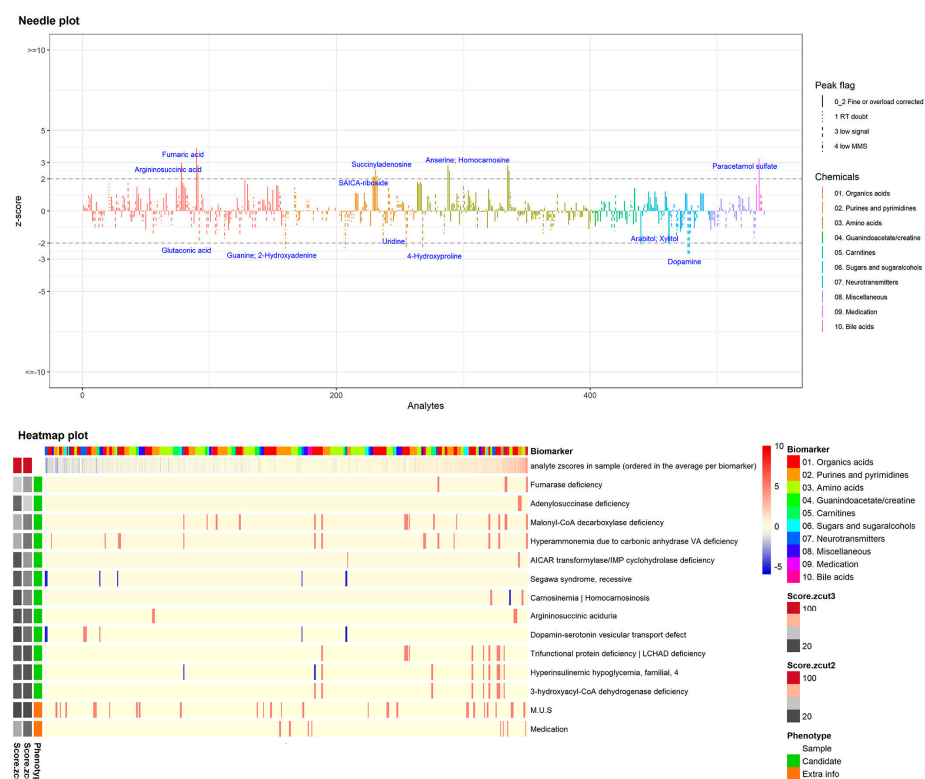 Needle plot
>=10
5
3
2
0
-2
-3
-5
<=-10
z-score
0
200
400
Analytes
Fumaric acid
Argininosuccinic acid
Glutaconic acid
Guanine; 2-Hydroxyadenine
Succinyladenosine
SAICA-riboside
Uridine
Anserine; Homocarnosine
4-Hydroxyproline
Arabitol; Xylitol
Dopamine
Paracetamol sulfate
Peak flag
0_2 Fine or overload corrected
1 RT doubt
3 low signal
4 low MMS
Chemicals
01. Organics acids
02. Purines and pyrimidines
03. Amino acids
04. Guanindoacetate/creatine
05. Carnitines
06. Sugars and sugaralcohols
07. Neurotransmitters
08. Miscellaneous
09. Medication
10. Bile acids
Heatmap plot
Biomarker
analyte zscores in sample (ordered in the average per biomarker)
Fumarase deficiency
Adenylosuccinase deficiency
Malonyl-CoA decarboxylase deficiency
Hyperammonemia due to carbonic anhydrase VA deficiency
AICAR transformylase/IMP cyclohydrolase deficiency
Segawa syndrome, recessive
Carnosinemia | Homocarnosinosis
Argininosuccinic aciduria
Dopamin-serotonin vesicular transport defect
Trifunctional protein deficiency | LCHAD deficiency
Hyperinsulinemic hypoglycemia, familial, 4
3-hydroxyacyl-CoA dehydrogenase deficiency
M.U.S
Medication
Score.zc
Score.zc
Phenotyp
10
5
0
-5
Biomarker
01. Organics acids
02. Purines and pyrimidines
03. Amino acids
04. Guanindoacetate/creatine
05. Carnitines
06. Sugars and sugaralcohols
07. Neurotransmitters
08. Miscellaneous
09. Medication
10. Bile acids
Score.zcut3
100
20
Score.zcut2
100
20
Phenotype
Sample
Candidate
Extra info